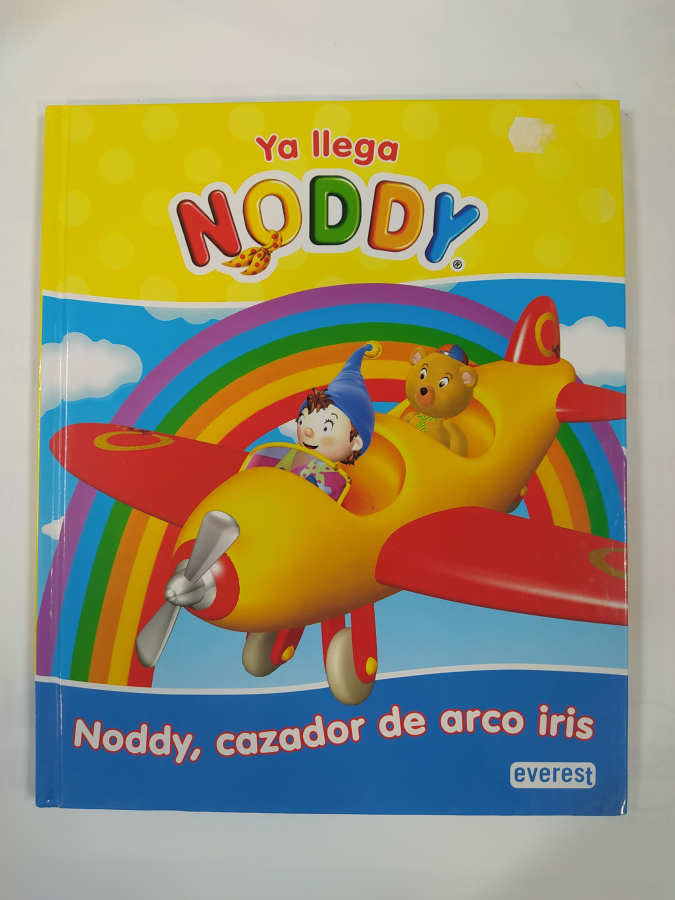 Ya llega
NODDY®
Noddy, cazador de arco iris
everest